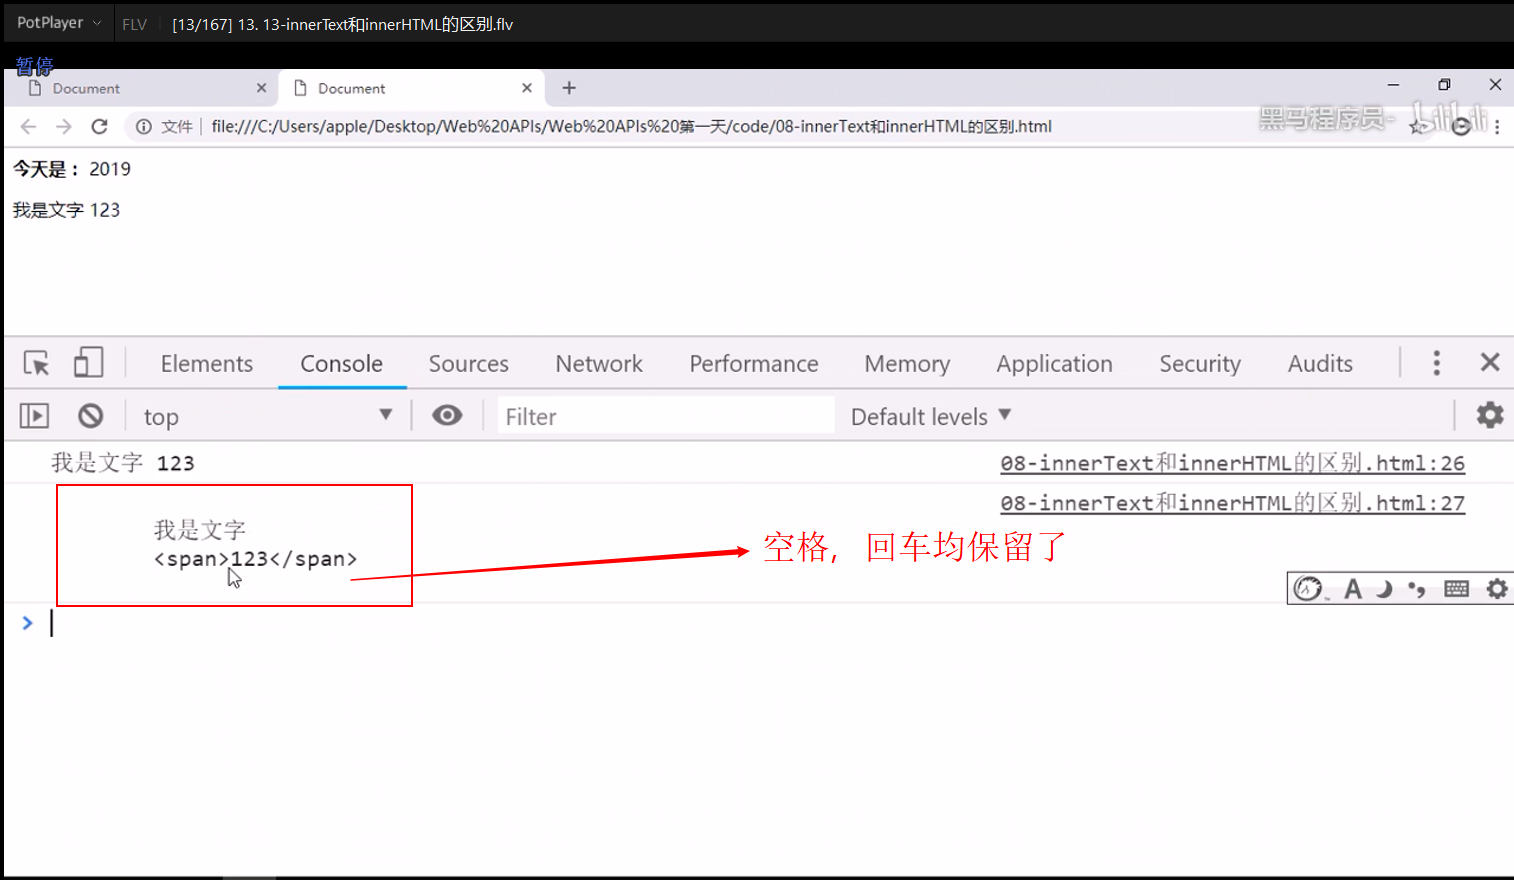 PotPlayer FLV [13/167] 13. 13-innerText和innerHTML的区别.flv
暂停
Document Document
文件 file:///C:/Users/apple/Desktop/Web%20APIs/Web%20APIs%20第一天/code/08-innerText和innerHTML的区别.html
黑马程序员-
今天是： 2019
我是文字 123
Elements Console Sources Network Performance Memory Application Security Audits
top Filter Default levels
我是文字 123 08-innerText和innerHTML的区别.html:26
08-innerText和innerHTML的区别.html:27
我是文字
<span>123</span>
空格，回车均保留了